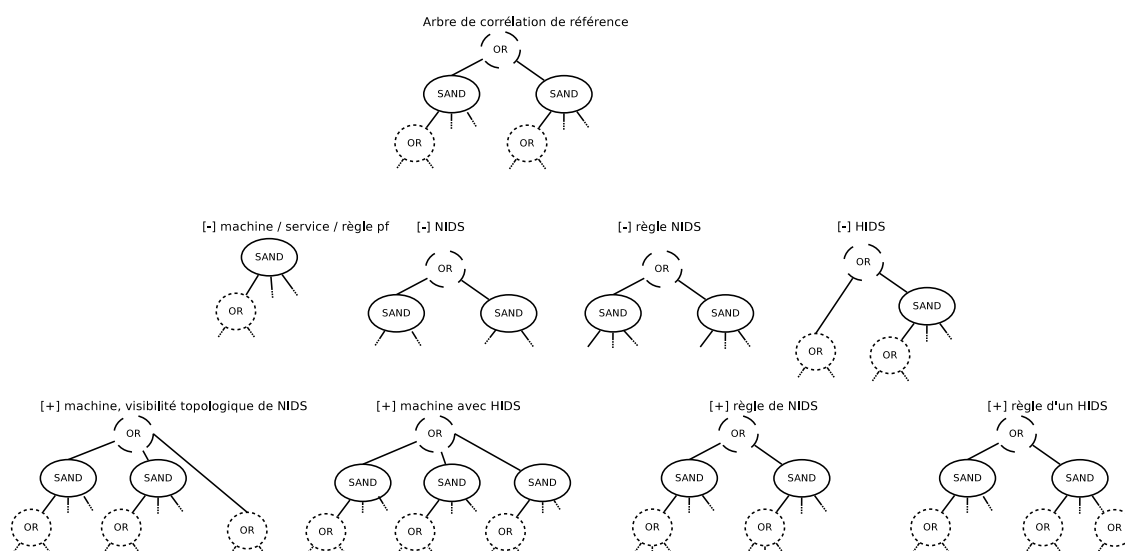 Arbre de corrélation de référence
OR
SAND SAND
OR OR
[-] machine / service / règle pf [-] NIDS [-] règle NIDS [-] HIDS
SAND OR OR OR
OR SAND SAND SAND SAND SAND
OR OR
[+] machine, visibilité topologique de NIDS [+] machine avec HIDS [+] règle de NIDS [+] règle d'un HIDS
OR OR OR OR
SAND SAND SAND SAND SAND SAND SAND SAND SAND
OR OR OR OR OR OR OR OR OR OR OR